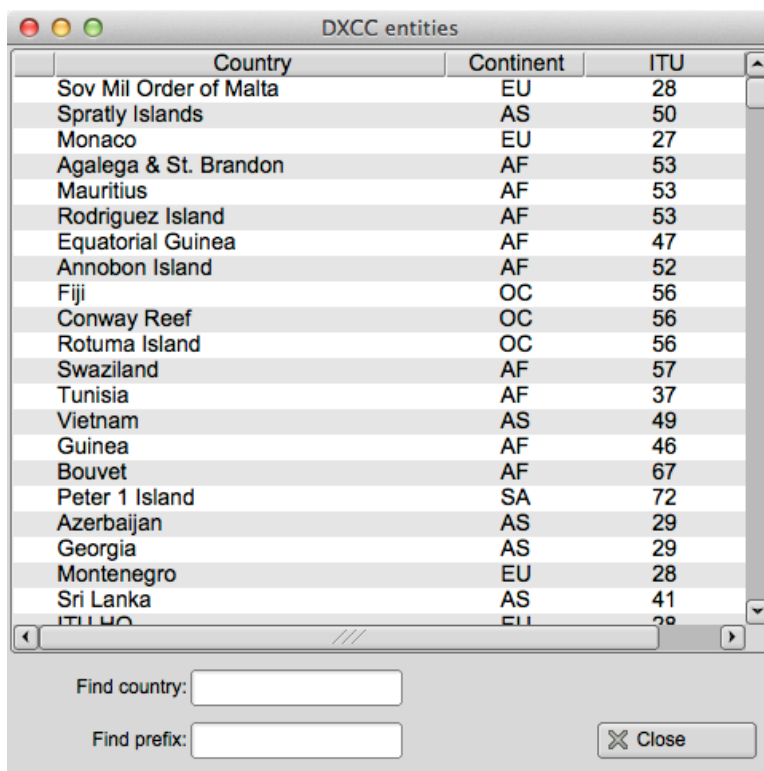 DXCC entities
Country Continent ITU
Sov Mil Order of Malta EU 28
Spratly Islands AS 50
Monaco EU 27
Agalega & St. Brandon AF 53
Mauritius AF 53
Rodriguez Island AF 53
Equatorial Guinea AF 47
Annobon Island AF 52
Fiji OC 56
Conway Reef OC 56
Rotuma Island OC 56
Swaziland AF 57
Tunisia AF 37
Vietnam AS 49
Guinea AF 46
Bouvet AF 67
Peter 1 Island SA 72
Azerbaijan AS 29
Georgia AS 29
Montenegro EU 28
Sri Lanka AS 41
ITU HQ EU 28
Find country:
Find prefix:
Close